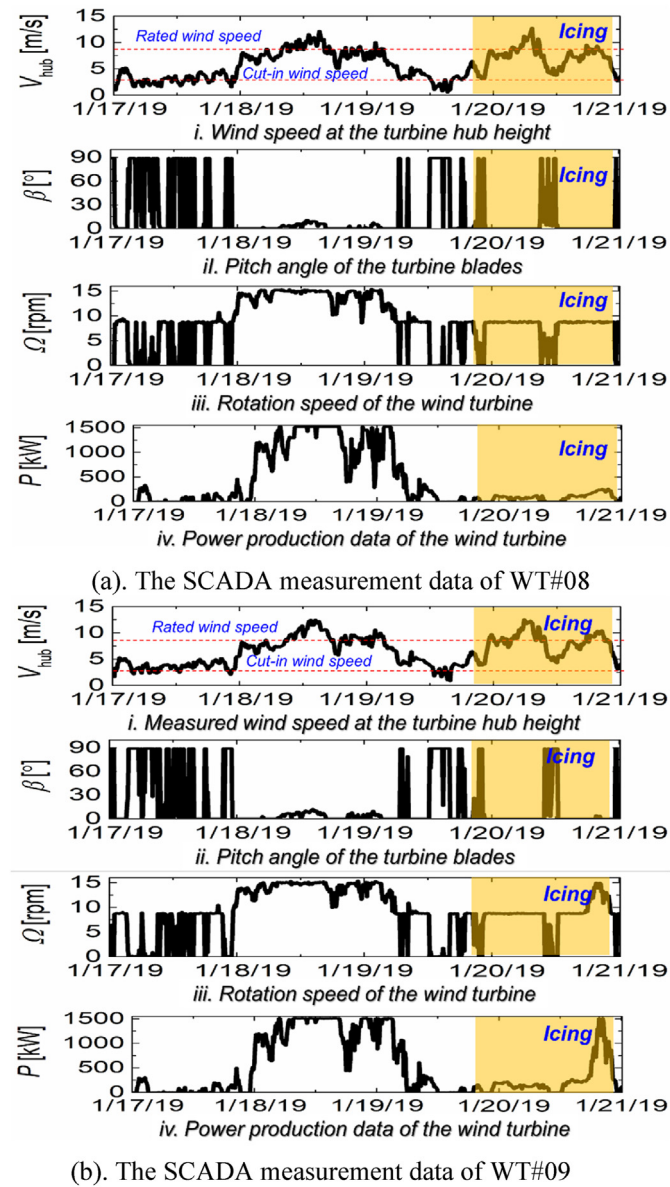 15
10
5
0
V_hub [m/s]
Rated wind speed
Cut-in wind speed
Icing
1/17/19 1/18/19 1/19/19 1/20/19 1/21/19
i. Wind speed at the turbine hub height
90
60
30
0
β [°]
Icing
1/17/19 1/18/19 1/19/19 1/20/19 1/21/19
iI. Pitch angle of the turbine blades
15
10
5
0
Ω [rpm]
Icing
1/17/19 1/18/19 1/19/19 1/20/19 1/21/19
iii. Rotation speed of the wind turbine
1500
1000
500
0
P [kW]
Icing
1/17/19 1/18/19 1/19/19 1/20/19 1/21/19
iv. Power production data of the wind turbine
(a). The SCADA measurement data of WT#08
15
10
5
0
V_hub [m/s]
Rated wind speed
Cut-in wind speed
Icing
1/17/19 1/18/19 1/19/19 1/20/19 1/21/19
i. Measured wind speed at the turbine hub height
90
60
30
0
β [°]
Icing
1/17/19 1/18/19 1/19/19 1/20/19 1/21/19
ii. Pitch angle of the turbine blades
15
10
5
0
Ω [rpm]
Icing
1/17/19 1/18/19 1/19/19 1/20/19 1/21/19
iii. Rotation speed of the wind turbine
1500
1000
500
0
P [kW]
Icing
1/17/19 1/18/19 1/19/19 1/20/19 1/21/19
iv. Power production data of the wind turbine
(b). The SCADA measurement data of WT#09